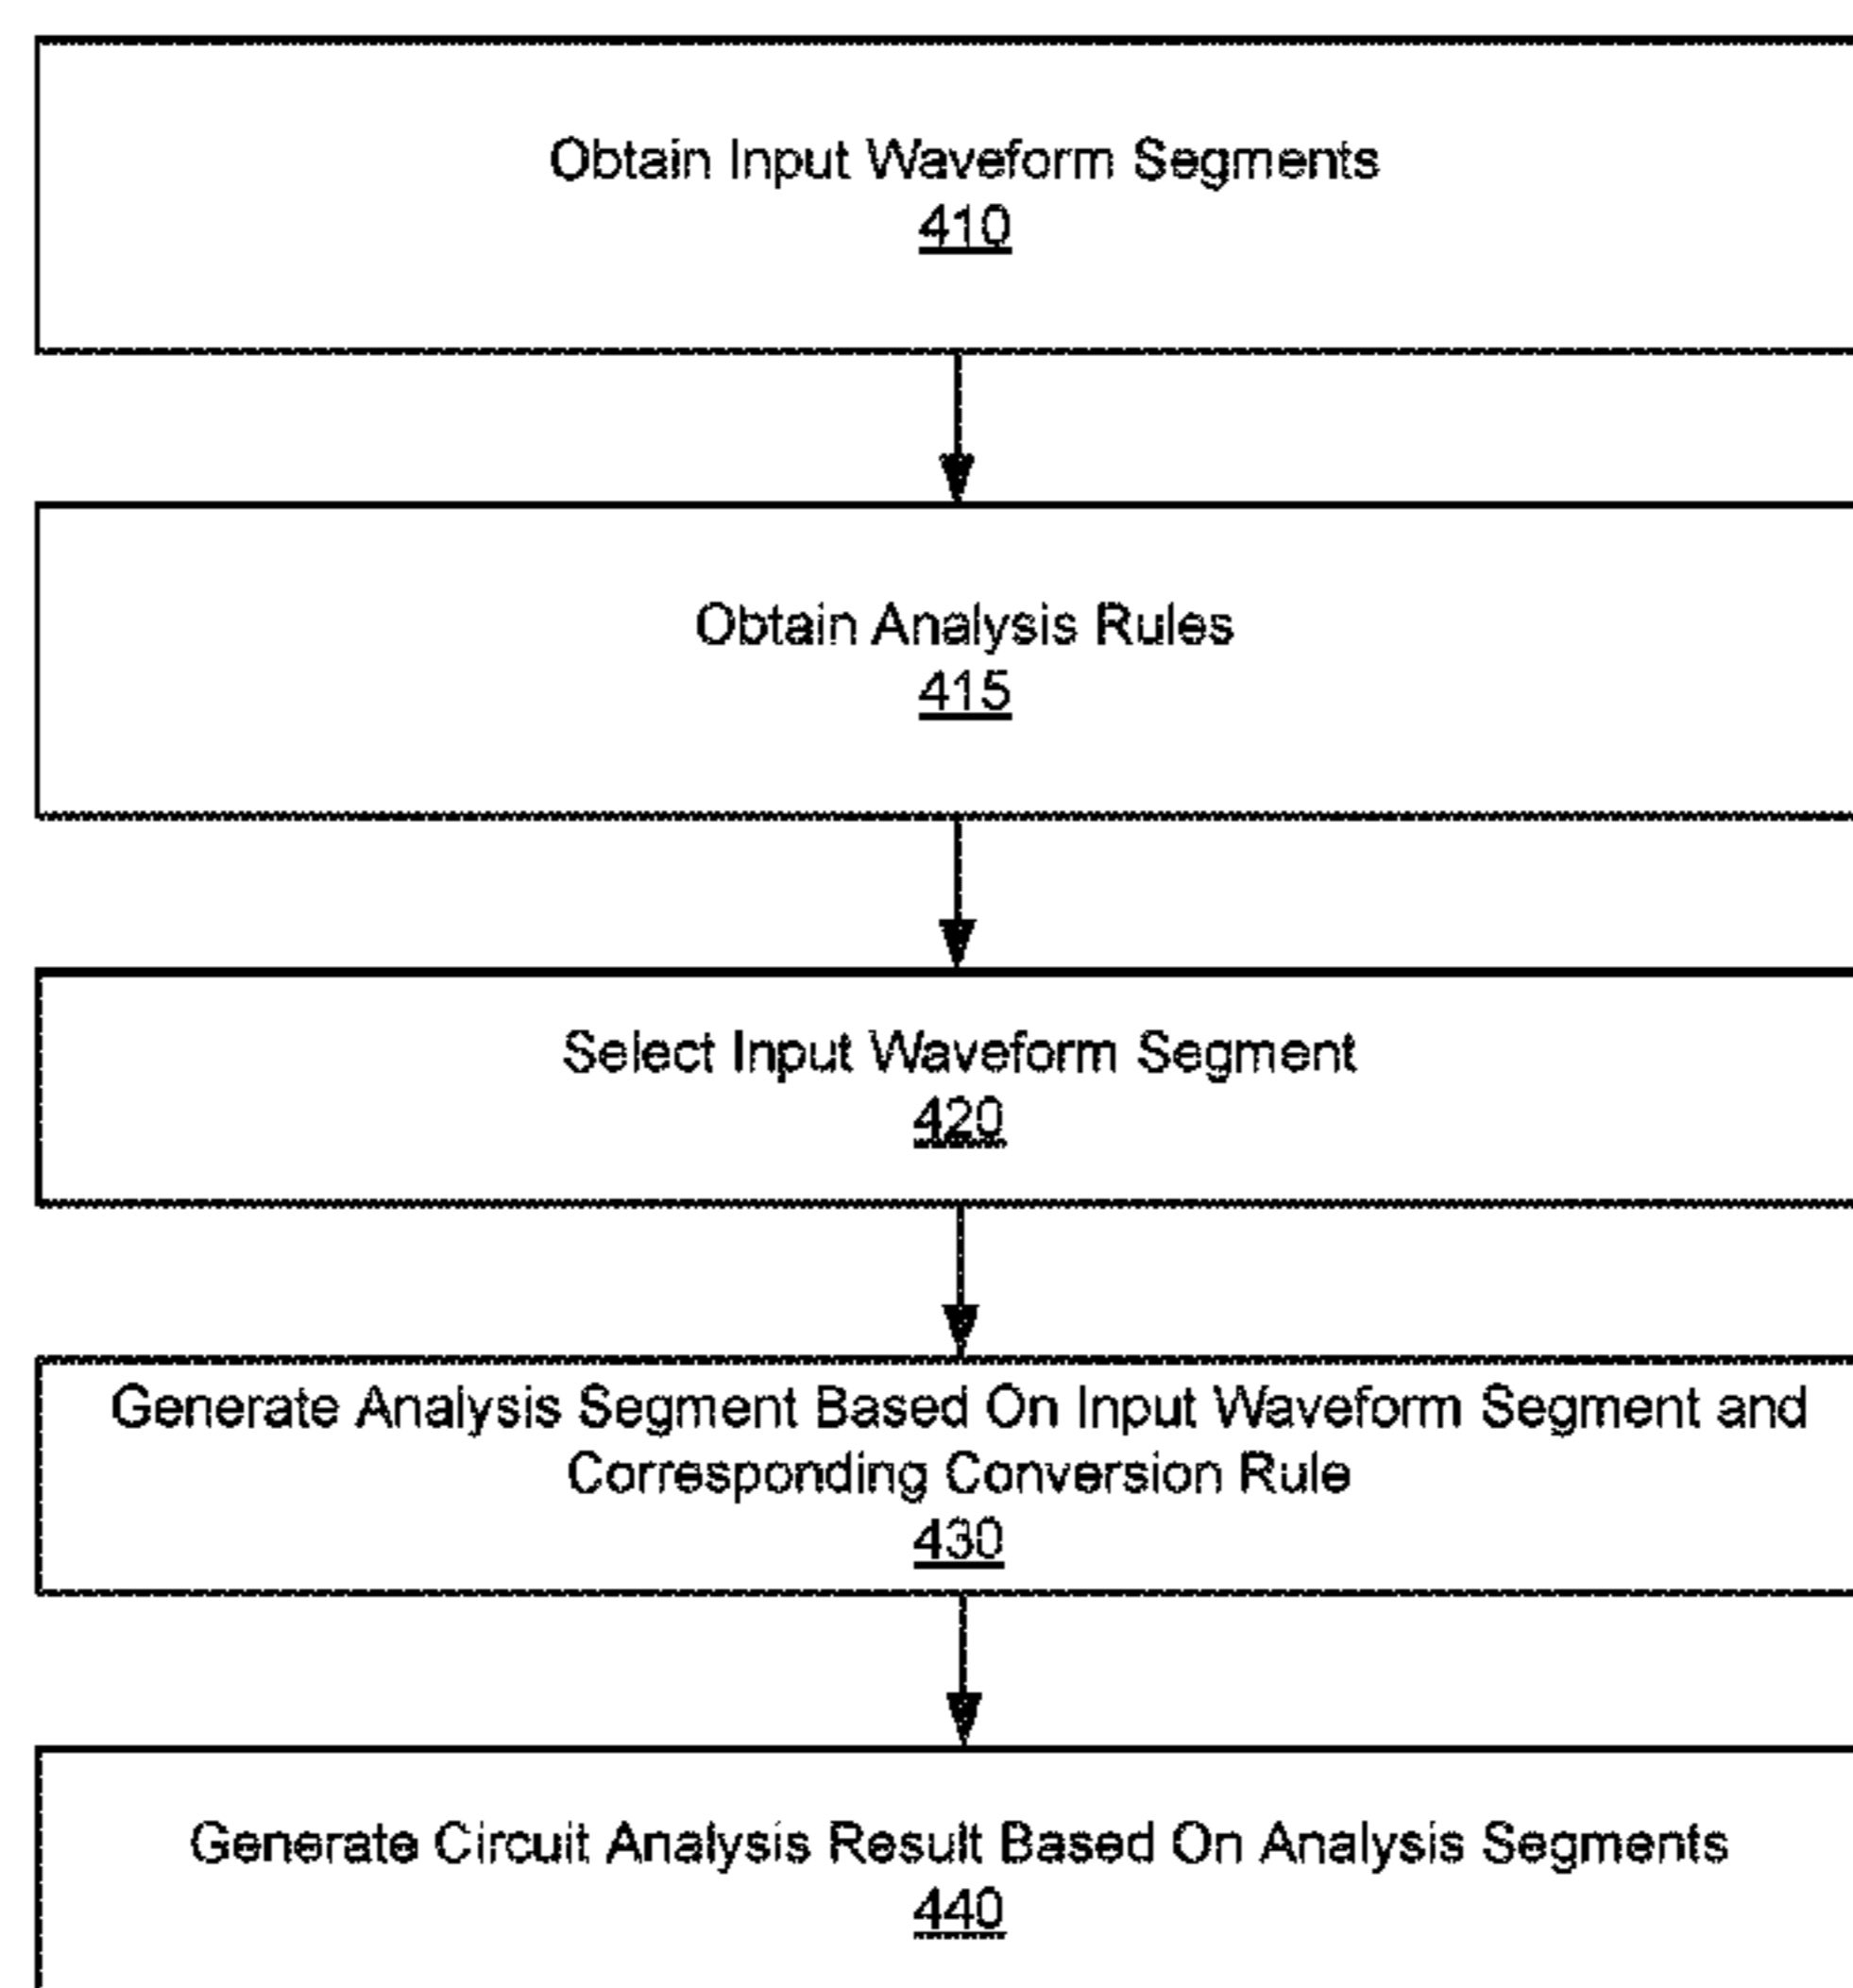 Obtain Input Waveform Segments
410
Obtain Analysis Rules
415
Select Input Waveform Segment
420
Generate Analysis Segment Based On Input Waveform Segment and
Corresponding Conversion Rule
430
Generate Circuit Analysis Result Based On Analysis Segments
440